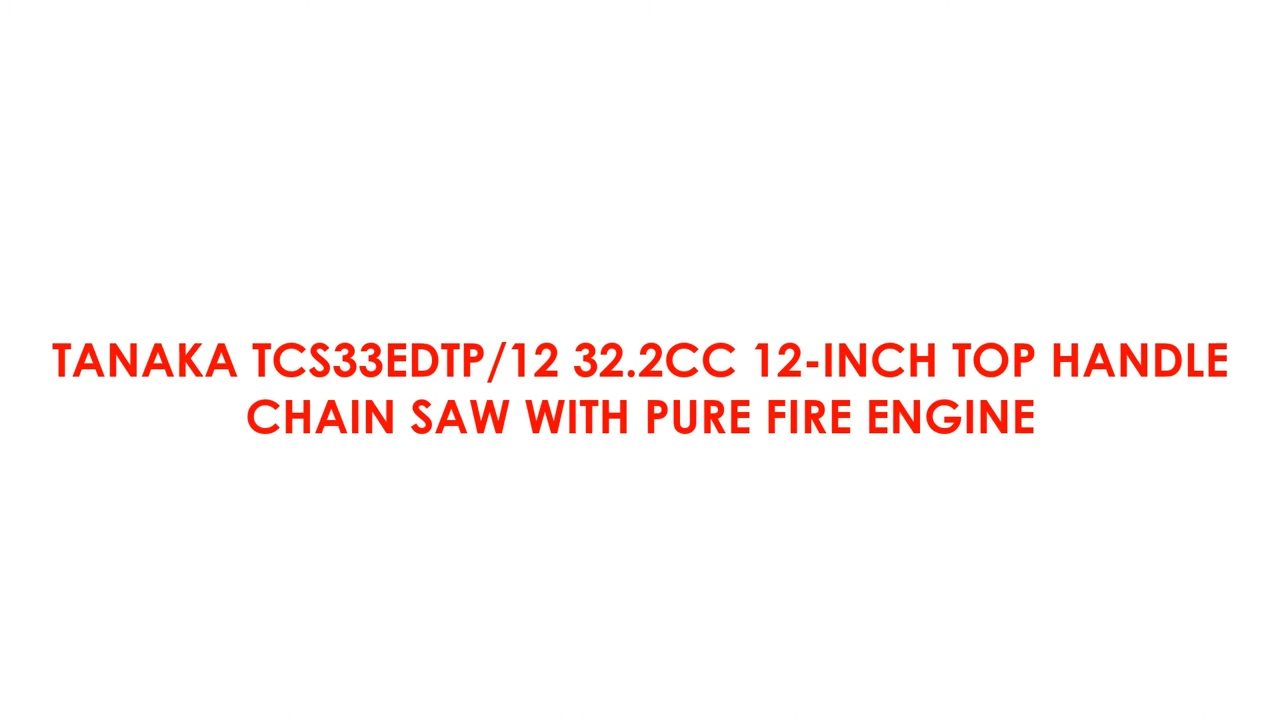 TANAKA TCS33EDTP/12 32.2CC 12-INCH TOP HANDLE
CHAIN SAW WITH PURE FIRE ENGINE